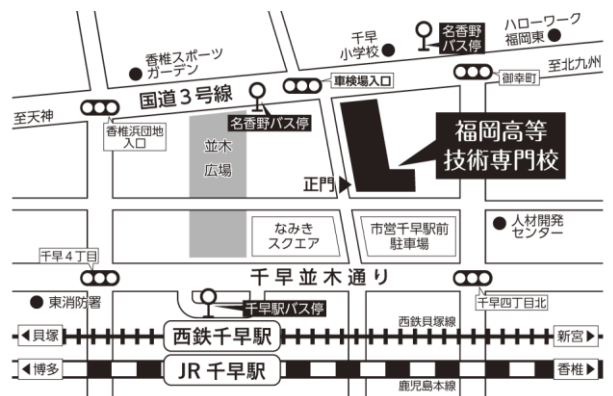 名香野
バス停
ハローワーク
福岡東
千早
小学校
香椎スポーツ
ガーデン
車検場入口
至北九州
御幸町
国道3号線
至天神
名香野バス停
香椎浜団地
入口
並木
広場
福岡高等
技術専門校
正門
なみき
スクエア
市営千早駅前
駐車場
人材開発
センター
千早4丁目
千早並木通り
東消防署
千早駅バス停
千早四丁目北
西鉄貝塚線
貝塚
西鉄千早駅
新宮
博多
JR千早駅
香椎
鹿児島本線